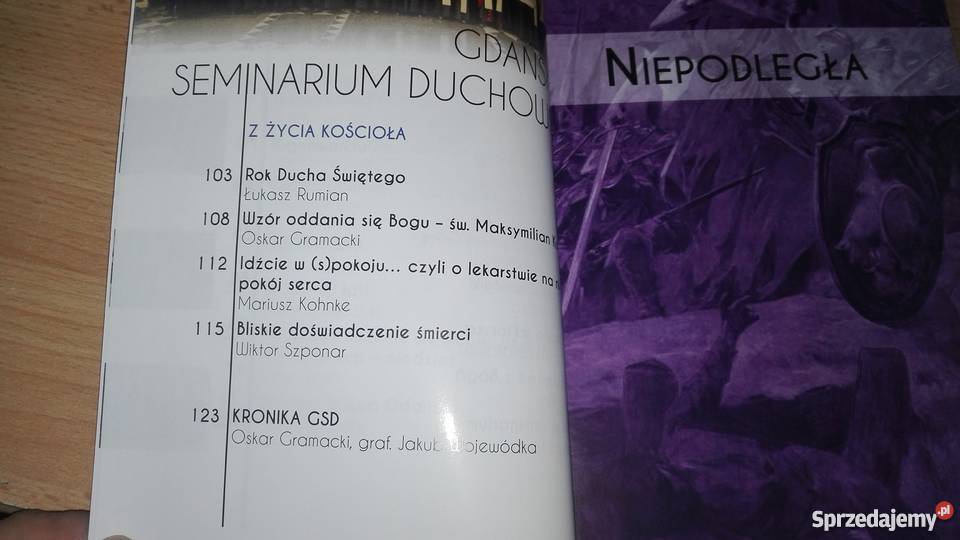 SEMINARIUM DUCHOW
Z ŻYCIA KOŚCIOŁA
103 Rok Ducha Świętego
Łukasz Rumian
108 Wzór oddania się Bogu – św. Maksymilian
Oskar Gramacki
112 Idźcie w (s)pokoju... czyli o lekarstwie na
pokój serca
Mariusz Kohnke
115 Bliskie doświadczenie śmierci
Wiktor Szponar
123 KRONIKA GSD
Oskar Gramacki, graf. Jakub Wojewódka
NIEPODLEGŁA
Sprzedajemy.pl